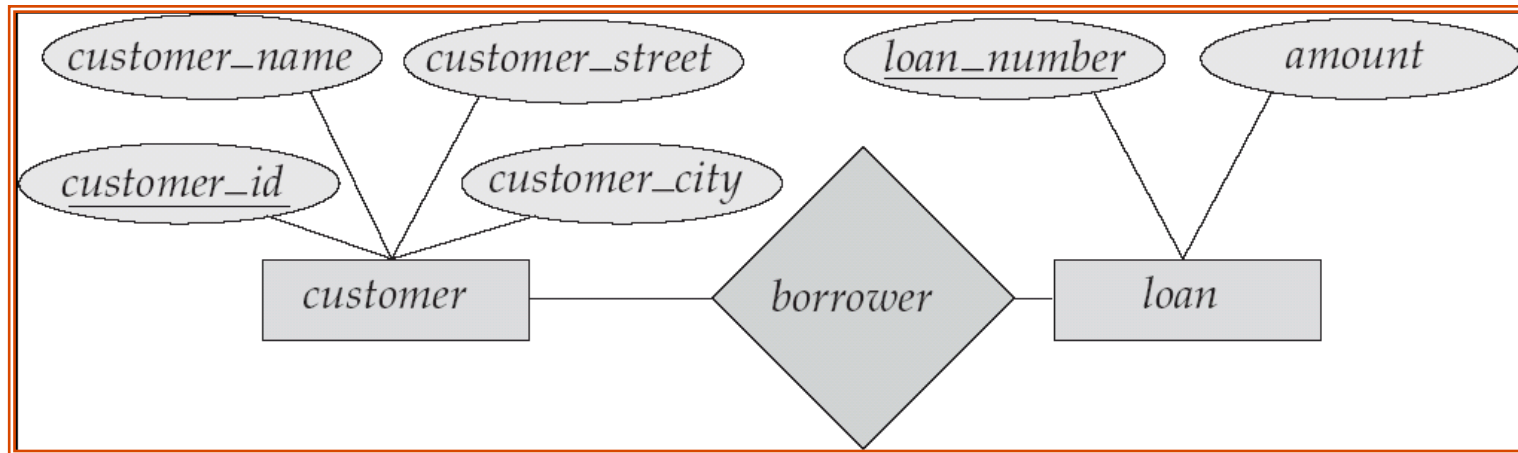 customer_name
customer_street
loan_number
amount
customer_id
customer_city
customer
borrower
loan